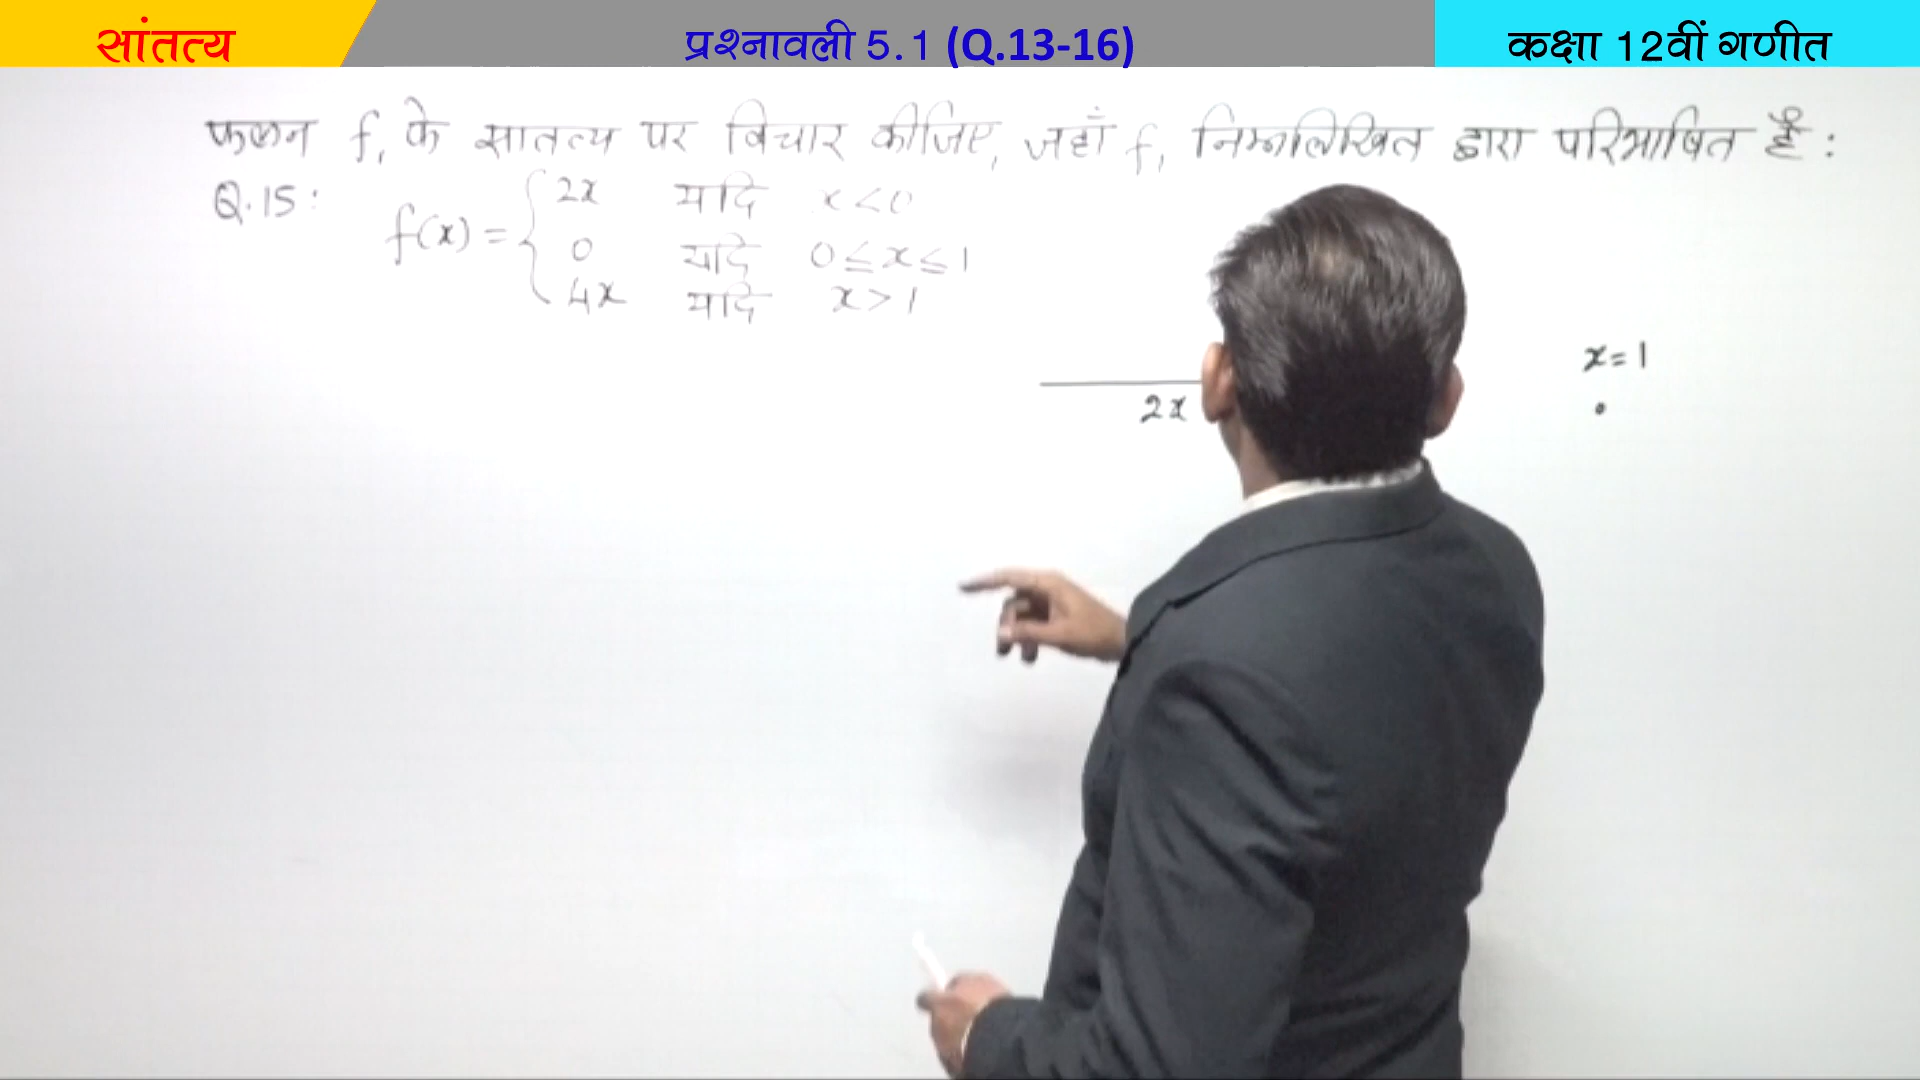 सांतत्य
प्रश्नावली 5.1 (Q.13-16)
कक्षा 12वीं गणीत
फलन f, के सातत्य पर विचार कीजिए, जहाँ f, निम्नलिखित द्वारा परिभाषित है :
Q.15:
f(x) = { 2x यदि x<0
0 यदि 0≤x≤1
4x यदि x>1
x=1
2x